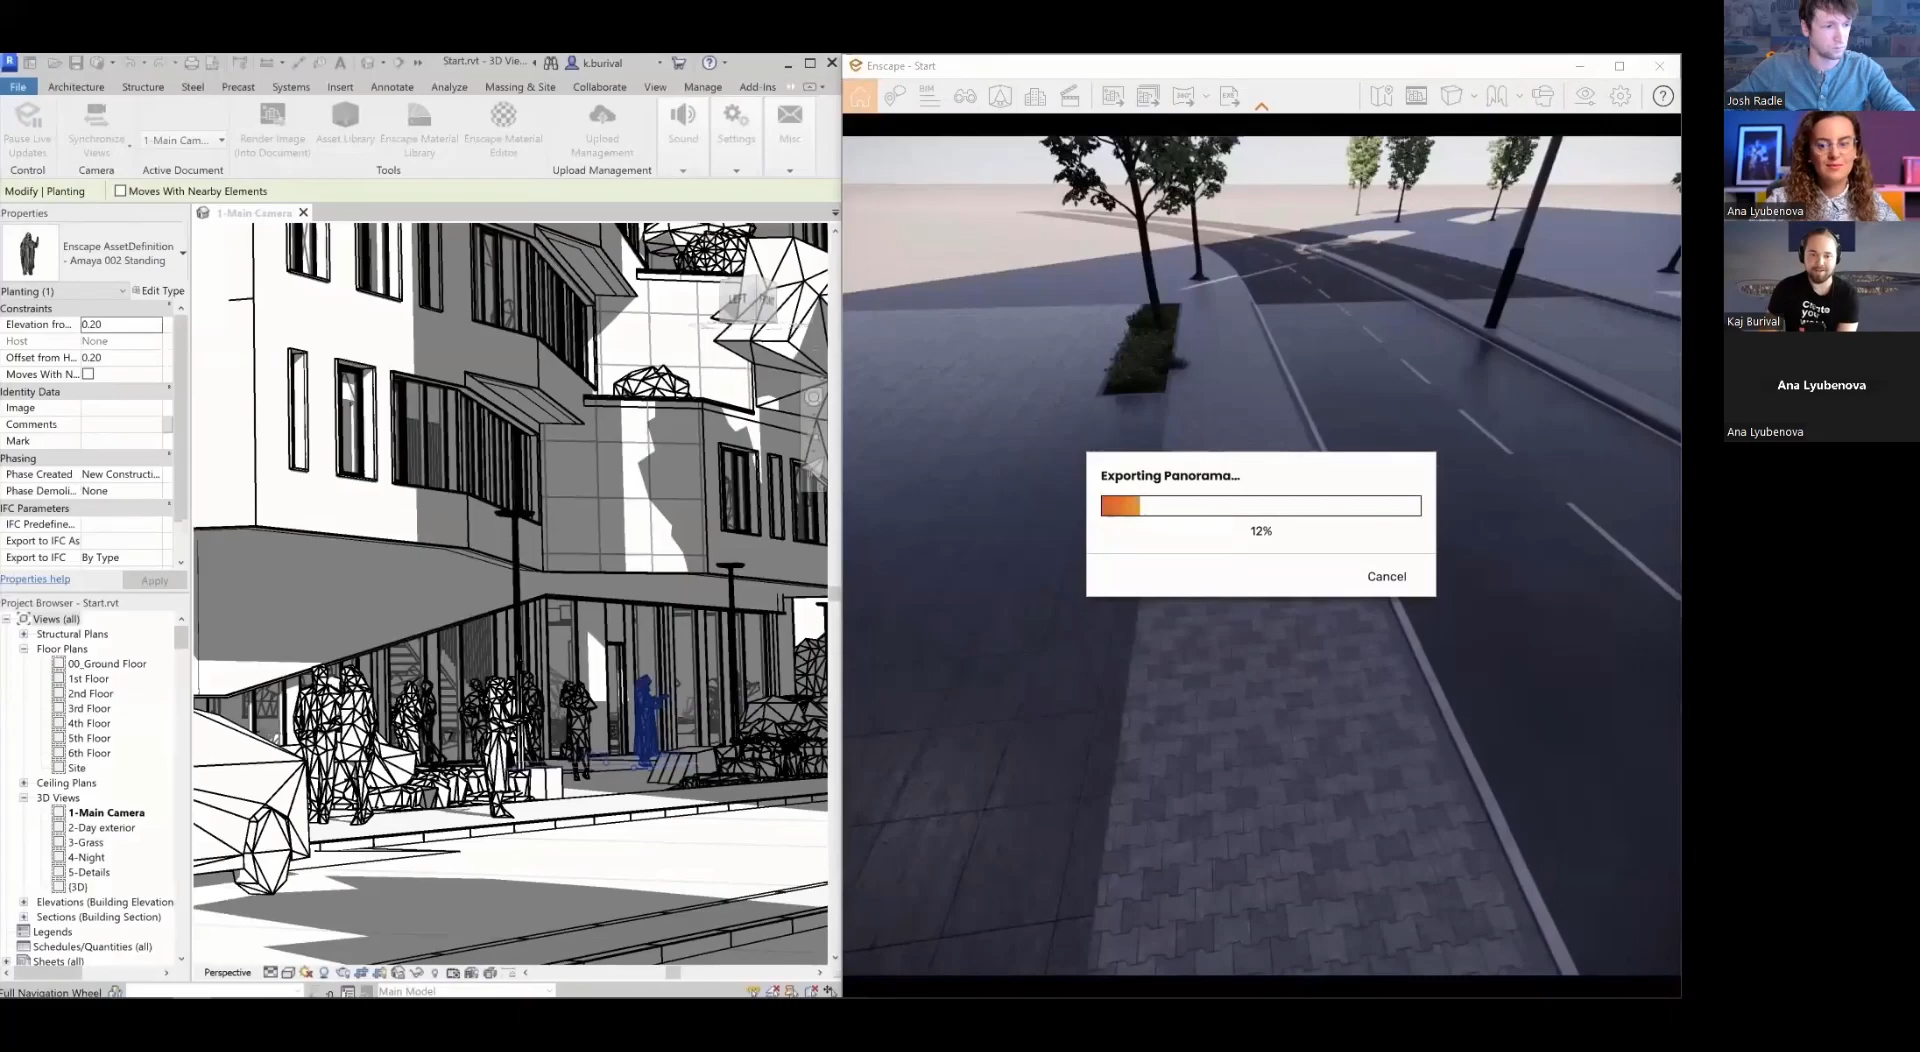 Start.rvt - 3D Vie...
k.burival
File
Architecture
Structure
Steel
Precast
Systems
Insert
Annotate
Analyze
Massing & Site
Collaborate
View
Manage
Add-Ins
Pause Live
Updates
Synchronize
Views
1-Main Cam...
Render Image
(Into Document)
Asset Library
Enscape Material
Library
Enscape Material
Editor
Upload
Management
Sound
Settings
Misc
Control
Camera
Active Document
Tools
Upload Management
Modify | Planting
Moves With Nearby Elements
Properties
1-Main Camera
Enscape AssetDefinition
- Amaya 002 Standing
Planting (1)
Edit Type
Constraints
Elevation fro... 0.20
Host None
Offset from H... 0.20
Moves With N...
Identity Data
Image
Comments
Mark
Phasing
Phase Created New Constructi...
Phase Demoli... None
IFC Parameters
IFC Predefine...
Export to IFC As
Export to IFC By Type
Properties help
Apply
Project Browser - Start.rvt
Views (all)
Structural Plans
Floor Plans
00_Ground Floor
1st Floor
2nd Floor
3rd Floor
4th Floor
5th Floor
6th Floor
Site
Ceiling Plans
3D Views
1-Main Camera
2-Day exterior
3-Grass
4-Night
5-Details
{3D}
Elevations (Building Elevation
Sections (Building Section)
Legends
Schedules/Quantities (all)
Sheets (all)
LEFT
Perspective
Full Navigation Wheel
Main Model
Enscape - Start
BIM
360°
EXE
Exporting Panorama...
12%
Cancel
Josh Radle
Ana Lyubenova
Kaj Burival
Ana Lyubenova
Ana Lyubenova